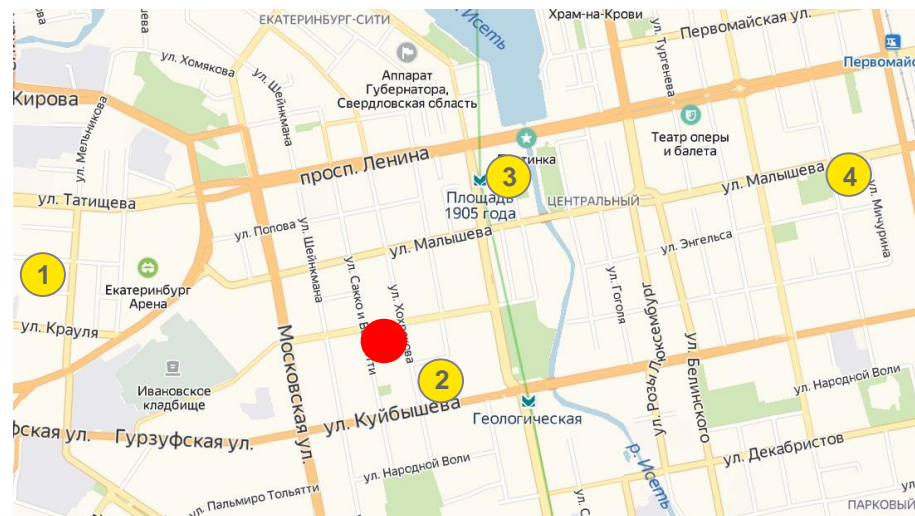 ЕКАТЕРИНБУРГ-СИТИ
р. Исеть
Храм-на-Крови
Первомайская ул.
ул. Тургенева
Первомайс
ул. Хомякова
ул. Шейнкмана
Аппарат
Губернатора,
Свердловская область
Кирова
ул. Мельникова
просп. Ленина
Театр оперы
и балета
3
4
Площадь
1905 года
ул. Татищева
ул. Малышева
ЦЕНТРАЛЬНЫЙ
ул. Мичурина
ул. Попова
ул. Малышева
ул. Энгельса
ул. Шейнкмана
1
Екатеринбург
Арена
ул. Гоголя
ул. Крауля
Московская ул.
ул. Розы Люксембург
ул. Белинского
2
Ивановское
кладбище
ул. Народной Воли
ул. Куйбышева
Геологическая
фская ул.
Гурзуфская ул.
ул. Декабристов
р. Исеть
ул. Народной Воли
ул. Пальмиро Тольятти
ПАРКОВЫЙ